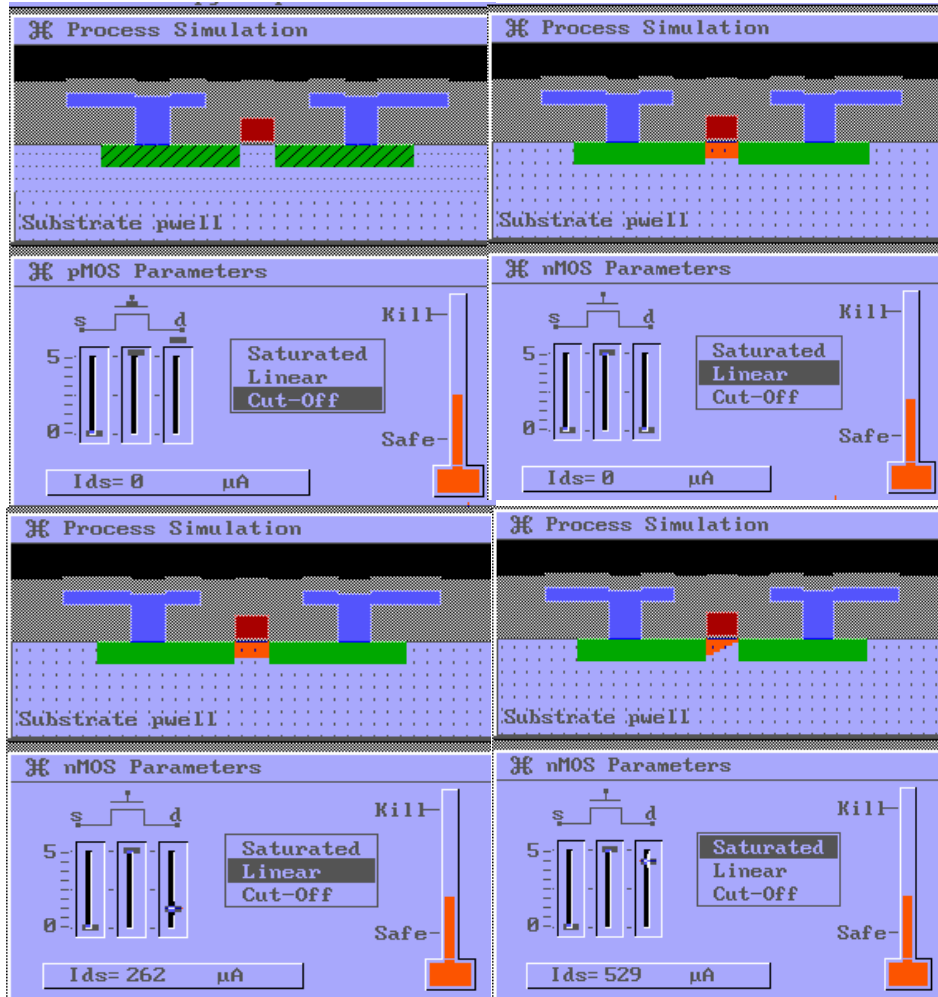 ⌘ Process Simulation
Substrate pwell
⌘ Process Simulation
Substrate pwell
⌘ pMOS Parameters
s d
5
0
Saturated
Linear
Cut-Off
Kill
Safe
Ids= 0 µA
⌘ nMOS Parameters
s d
5
0
Saturated
Linear
Cut-Off
Kill
Safe
Ids= 0 µA
⌘ Process Simulation
Substrate pwell
⌘ Process Simulation
Substrate pwell
⌘ nMOS Parameters
s d
5
0
Saturated
Linear
Cut-Off
Kill
Safe
Ids= 262 µA
⌘ nMOS Parameters
s d
5
0
Saturated
Linear
Cut-Off
Kill
Safe
Ids= 529 µA